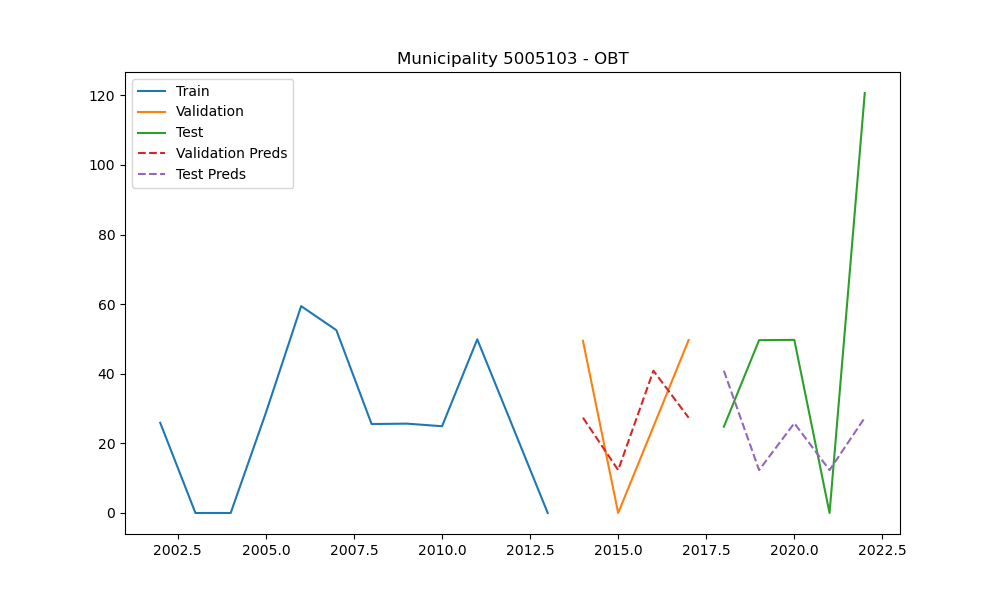 Municipality 5005103 - OBT
Train
Validation
Test
Validation Preds
Test Preds
120
100
80
60
40
20
0
2002.5 2005.0 2007.5 2010.0 2012.5 2015.0 2017.5 2020.0 2022.5